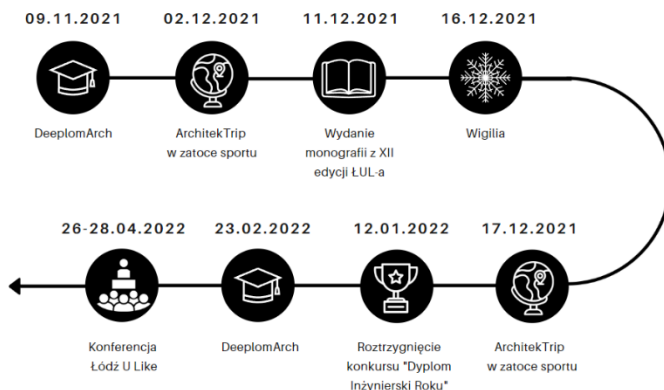 09.11.2021
02.12.2021
11.12.2021
16.12.2021
DeeplomArch
ArchitekTrip
w zatoce sportu
Wydanie
monografii z XII
edycji ŁUL-a
Wigilia
26-28.04.2022
23.02.2022
12.01.2022
17.12.2021
Konferencja
Łódź U Like
DeeplomArch
Roztrzygnięcie
konkursu "Dyplom
Inżynierski Roku"
ArchitekTrip
w zatoce sportu